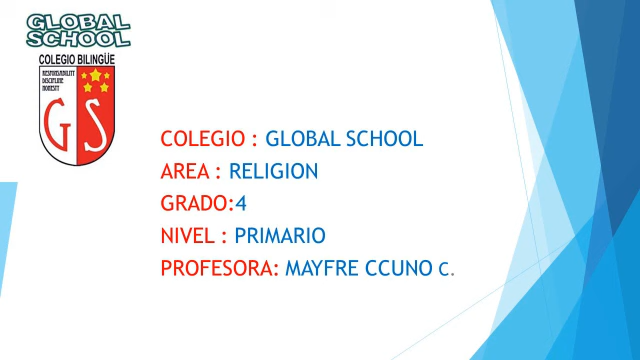 GLOBAL
SCHOOL
COLEGIO BILINGÜE
RESPONSABILITY
DISCIPLINE
HONESTY
G S
COLEGIO : GLOBAL SCHOOL
AREA : RELIGION
GRADO:4
NIVEL : PRIMARIO
PROFESORA: MAYFRE CCUNO C.